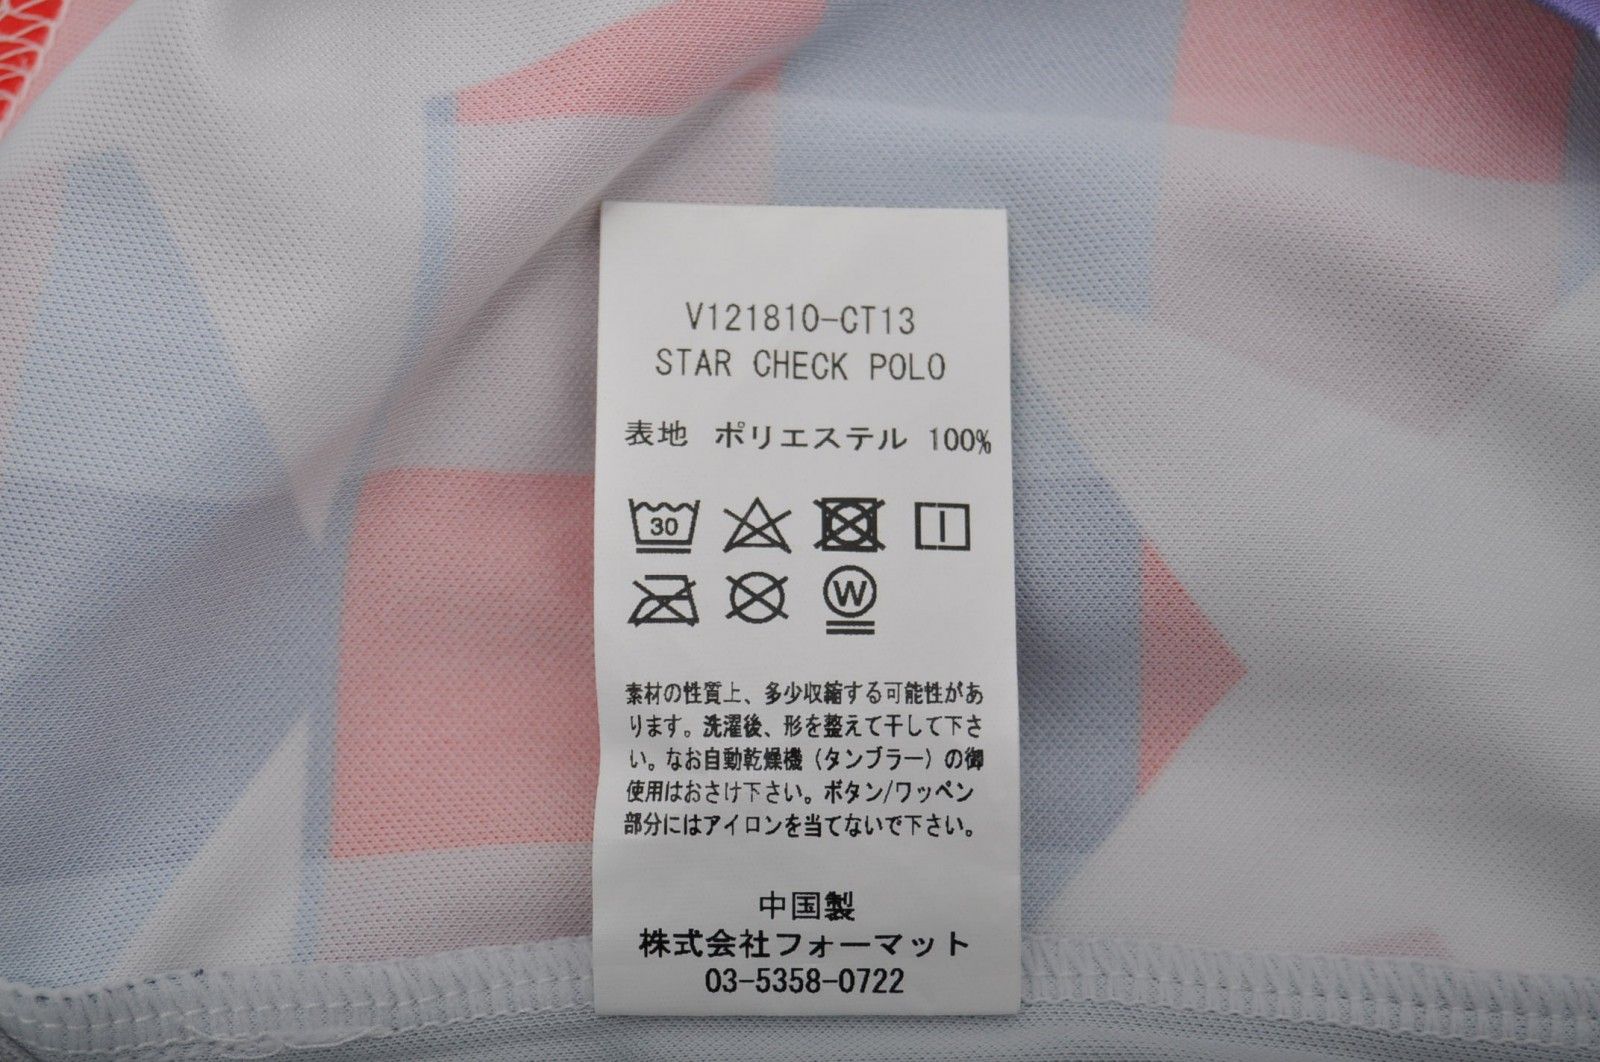 V121810-CT13
STAR CHECK POLO
表地 ポリエステル 100%
30
W
素材の性質上、多少収縮する可能性があ
ります。洗濯後、形を整えて干して下さ
い。なお自動乾燥機(タンブラー)の御
使用はおさけ下さい。ボタン/ワッペン
部分にはアイロンを当てないで下さい。
中国製
株式会社フォーマット
03-5358-0722